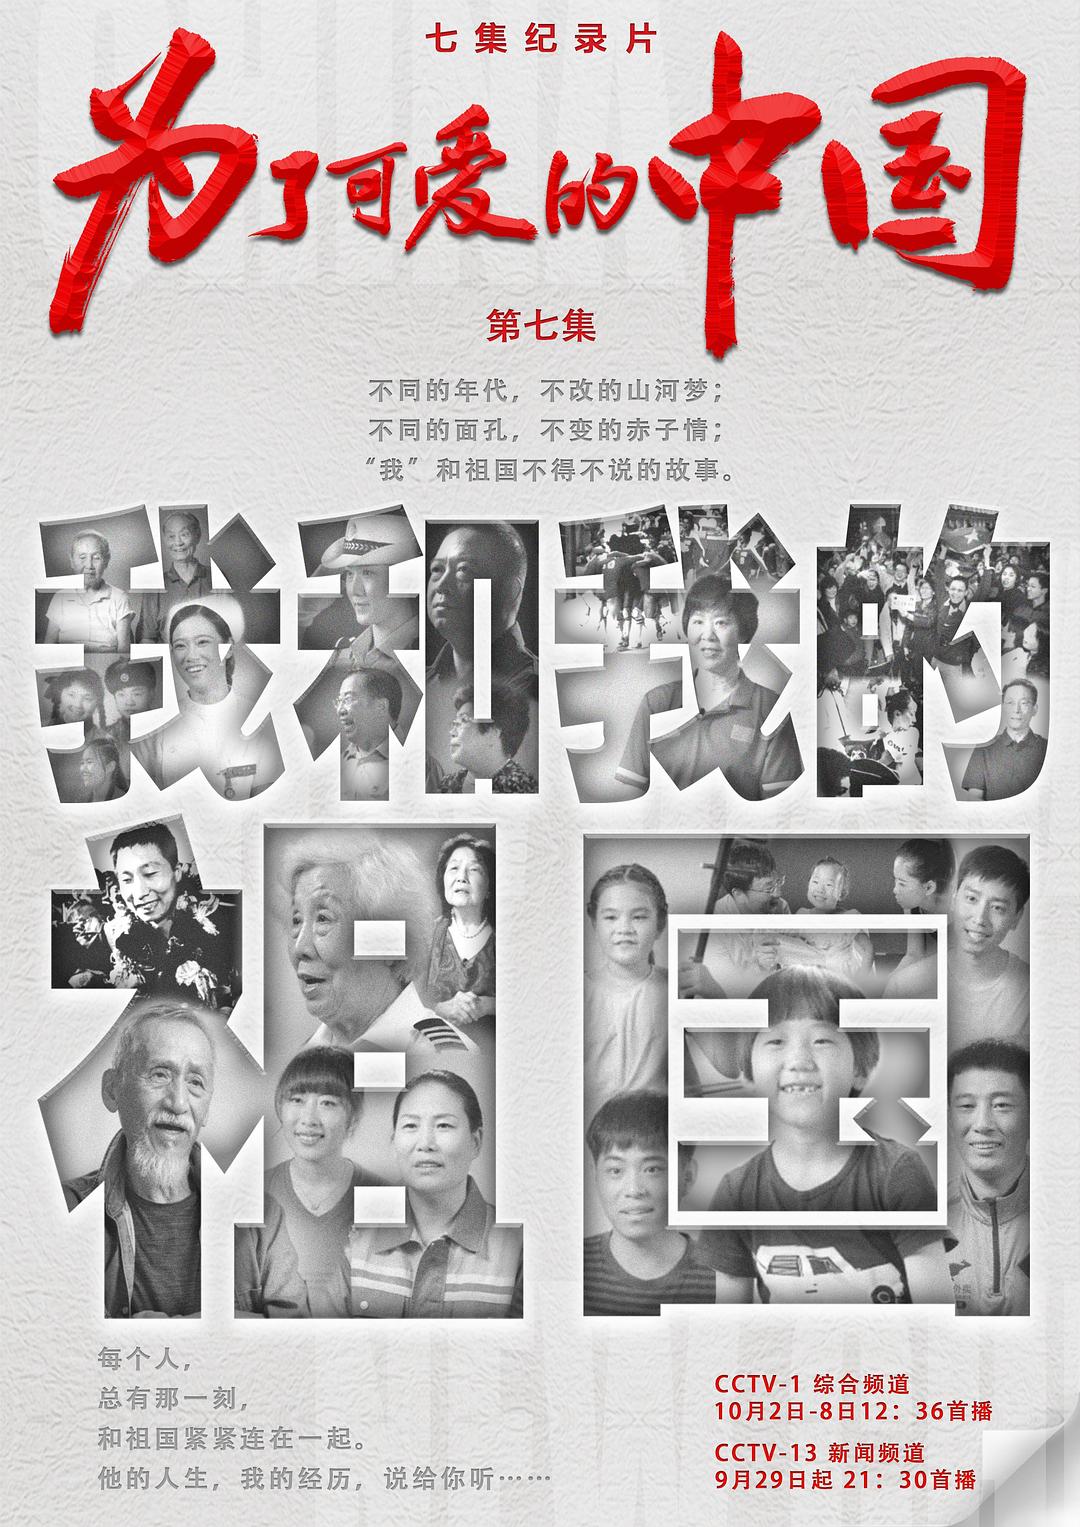 七集纪录片
为了可爱的中国
第七集
不同的年代，不改的山河梦；
不同的面孔，不变的赤子情；
“我”和祖国不得不说的故事。
我和我的
祖国
每个人，
总有那一刻，
和祖国紧紧连在一起。
他的人生，我的经历，说给你听……
CCTV-1 综合频道
10月2日-8日12：36首播
CCTV-13 新闻频道
9月29日起 21：30首播